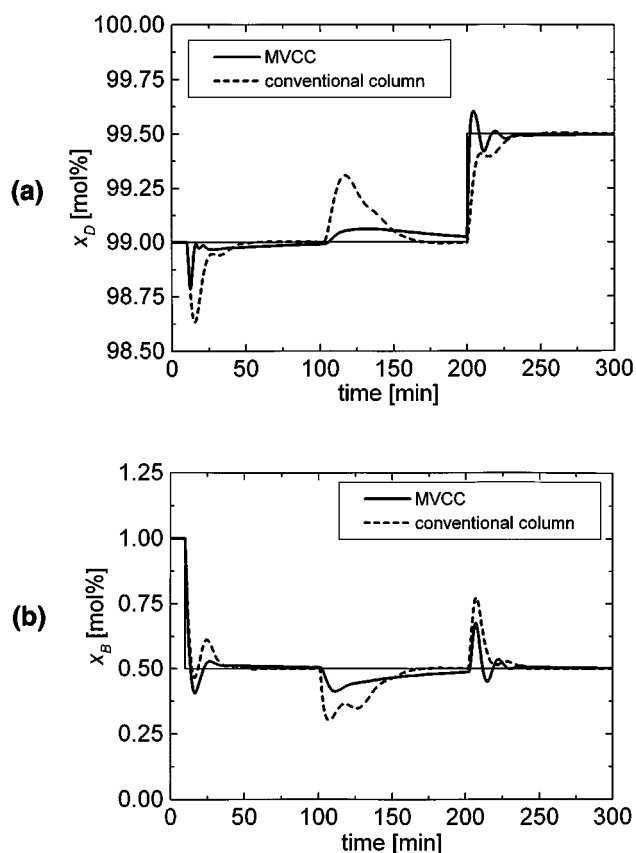 (a)
x_D [mol%]
100.00
99.75
99.50
99.25
99.00
98.75
98.50
MVCC
conventional column
0 50 100 150 200 250 300
time [min]
(b)
x_B [mol%]
1.25
1.00
0.75
0.50
0.25
0.00
MVCC
conventional column
0 50 100 150 200 250 300
time [min]